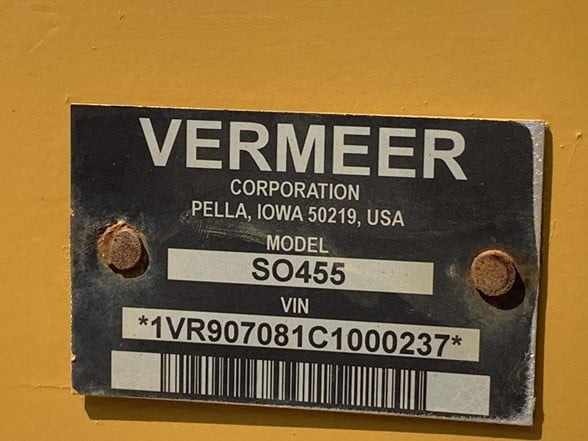 VERMEER
CORPORATION
PELLA, IOWA 50219, USA
MODEL
SO455
VIN
*1VR907081C1000237*